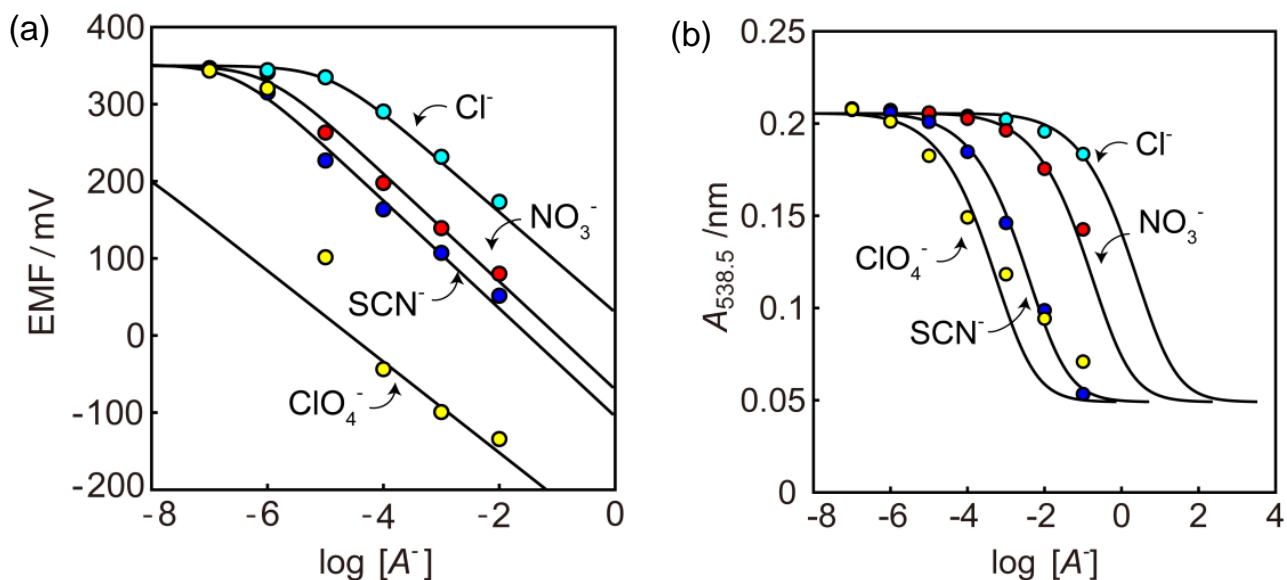 (a)
400
300
200
100
0
-100
-200
EMF / mV
-8
-6
-4
-2
0
log [A⁻]
Cl⁻
NO₃⁻
SCN⁻
ClO₄⁻
(b)
0.25
0.2
0.15
0.1
0.05
0
A₅₃₈.₅ /nm
-8
-6
-4
-2
0
2
4
log [A⁻]
Cl⁻
NO₃⁻
ClO₄⁻
SCN⁻